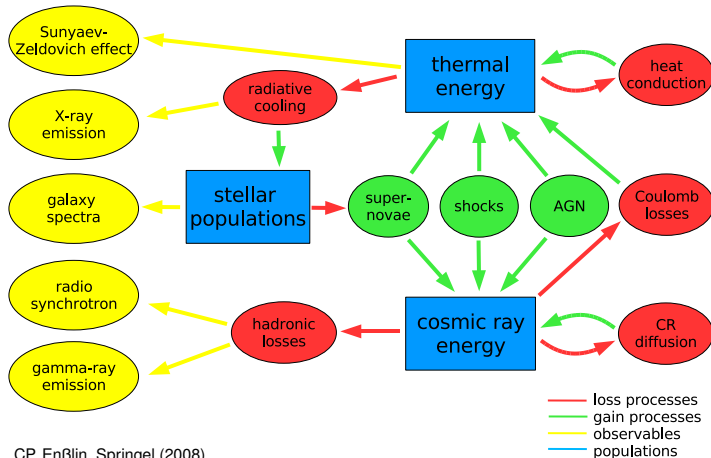 Sunyaev-
Zeldovich effect
thermal
energy
heat
conduction
radiative
cooling
X-ray
emission
stellar
populations
galaxy
spectra
super-
novae
shocks
AGN
Coulomb
losses
radio
synchrotron
hadronic
losses
cosmic ray
energy
CR
diffusion
gamma-ray
emission
loss processes
gain processes
observables
populations
CP, Enßlin, Springel (2008)